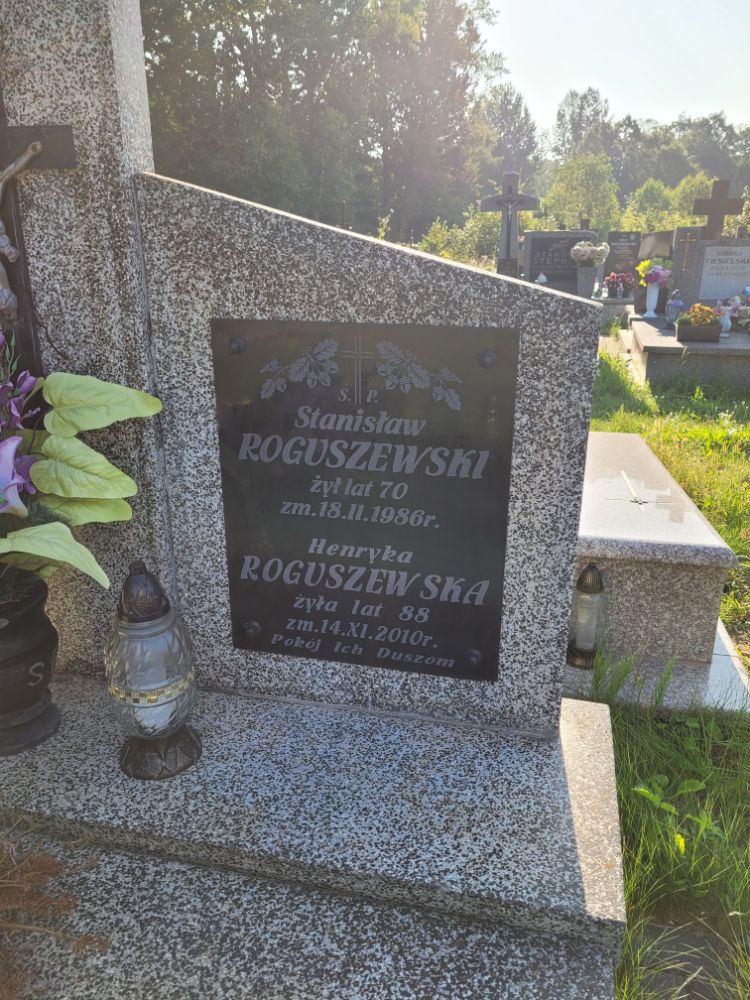 S. P.
Stanisław
ROGUSZEWSKI
żył lat 70
zm.18.II.1986r.
Henryka
ROGUSZEWSKA
żyła lat 88
zm.14.XI.2010r.
Pokój Ich Duszom
S